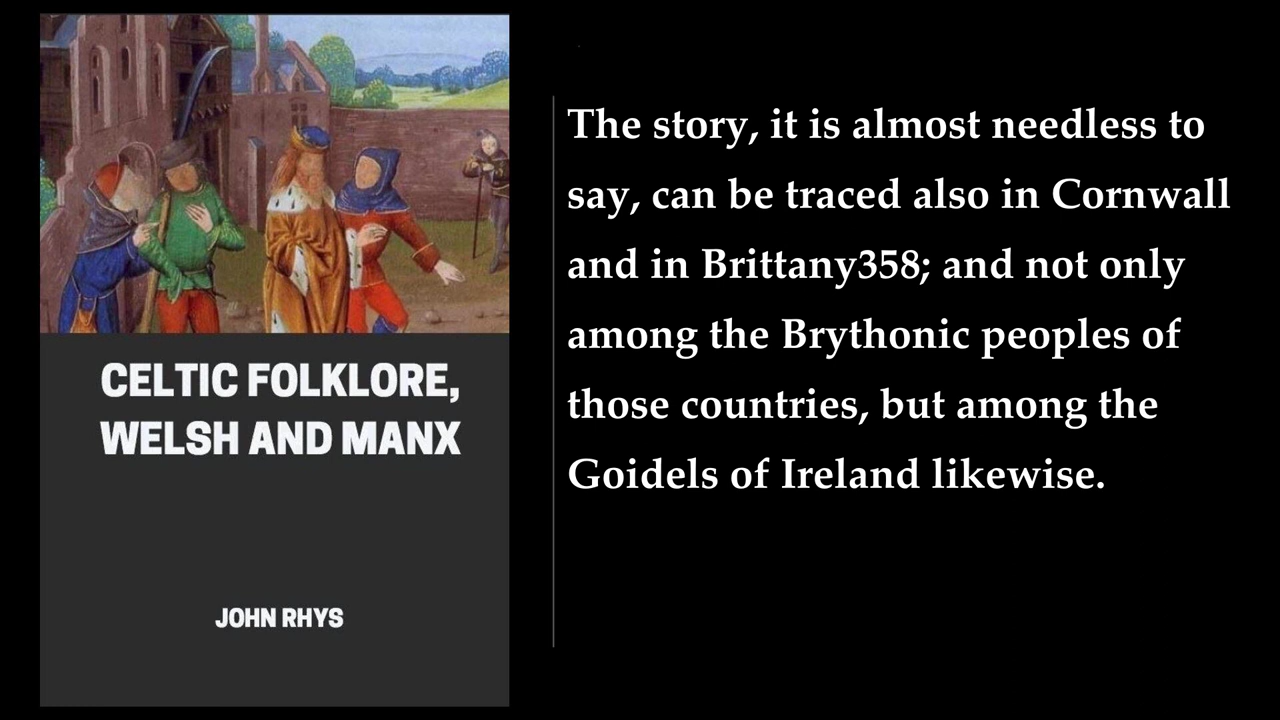 CELTIC FOLKLORE,
WELSH AND MANX
JOHN RHYS
The story, it is almost needless to
say, can be traced also in Cornwall
and in Brittany358; and not only
among the Brythonic peoples of
those countries, but among the
Goidels of Ireland likewise.